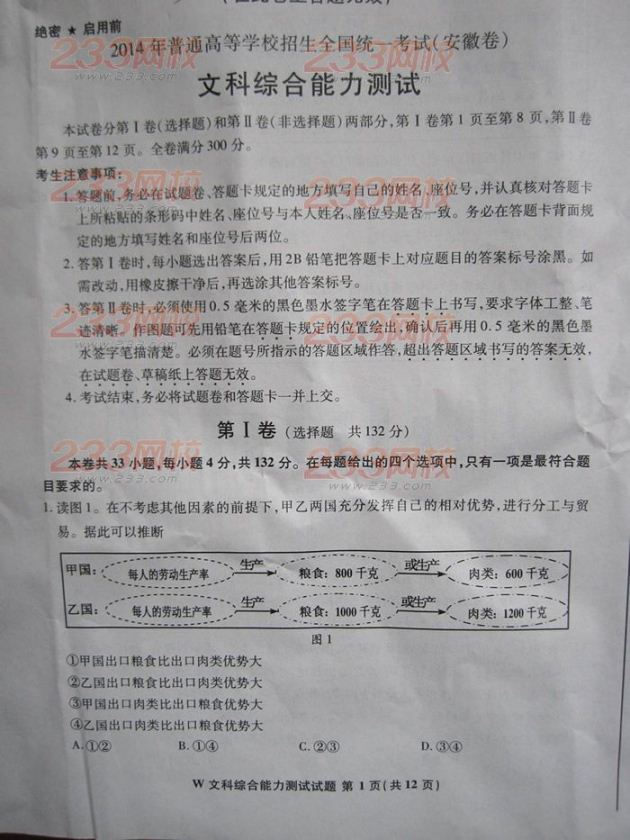 绝密 ★ 启用前
2014年普通高等学校招生全国统一考试(安徽卷)
文科综合能力测试
本试卷分第Ⅰ卷(选择题)和第Ⅱ卷(非选择题)两部分,第Ⅰ卷第1页至第8页,第Ⅱ卷
第9页至第12页。全卷满分300分。
考生注意事项:
1. 答题前,务必在试题卷、答题卡规定的地方填写自己的姓名、座位号,并认真核对答题卡
上所粘贴的条形码中姓名、座位号与本人姓名、座位号是否一致。务必在答题卡背面规
定的地方填写姓名和座位号后两位。
2. 答第Ⅰ卷时,每小题选出答案后,用2B铅笔把答题卡上对应题目的答案标号涂黑。如
需改动,用橡皮擦干净后,再选涂其他答案标号。
3. 答第Ⅱ卷时,必须使用0.5毫米的黑色墨水签字笔在答题卡上书写,要求字体工整、笔
迹清晰。作图题可先用铅笔在答题卡规定的位置绘出,确认后再用0.5毫米的黑色墨
水签字笔描清楚。必须在题号所指示的答题区域作答,超出答题区域书写的答案无效,
在试题卷、草稿纸上答题无效。
4. 考试结束,务必将试题卷和答题卡一并上交。
第Ⅰ卷(选择题 共132分)
本卷共33小题,每小题4分,共132分。在每题给出的四个选项中,只有一项是最符合题
目要求的。
1. 读图1。在不考虑其他因素的前提下,甲乙两国充分发挥自己的相对优势,进行分工与贸
易。据此可以推断
甲国: 每人的劳动生产率 生产 粮食:800千克 或生产 肉类:600千克
乙国: 每人的劳动生产率 生产 粮食:1000千克 或生产 肉类:1200千克
图1
①甲国出口粮食比出口肉类优势大
②乙国出口粮食比出口肉类优势大
③甲国出口肉类比出口粮食优势大
④乙国出口肉类比出口粮食优势大
A.①② B.①④ C.②③ D.③④
W 文科综合能力测试试题 第1页(共12页)
233网校
www.233.com